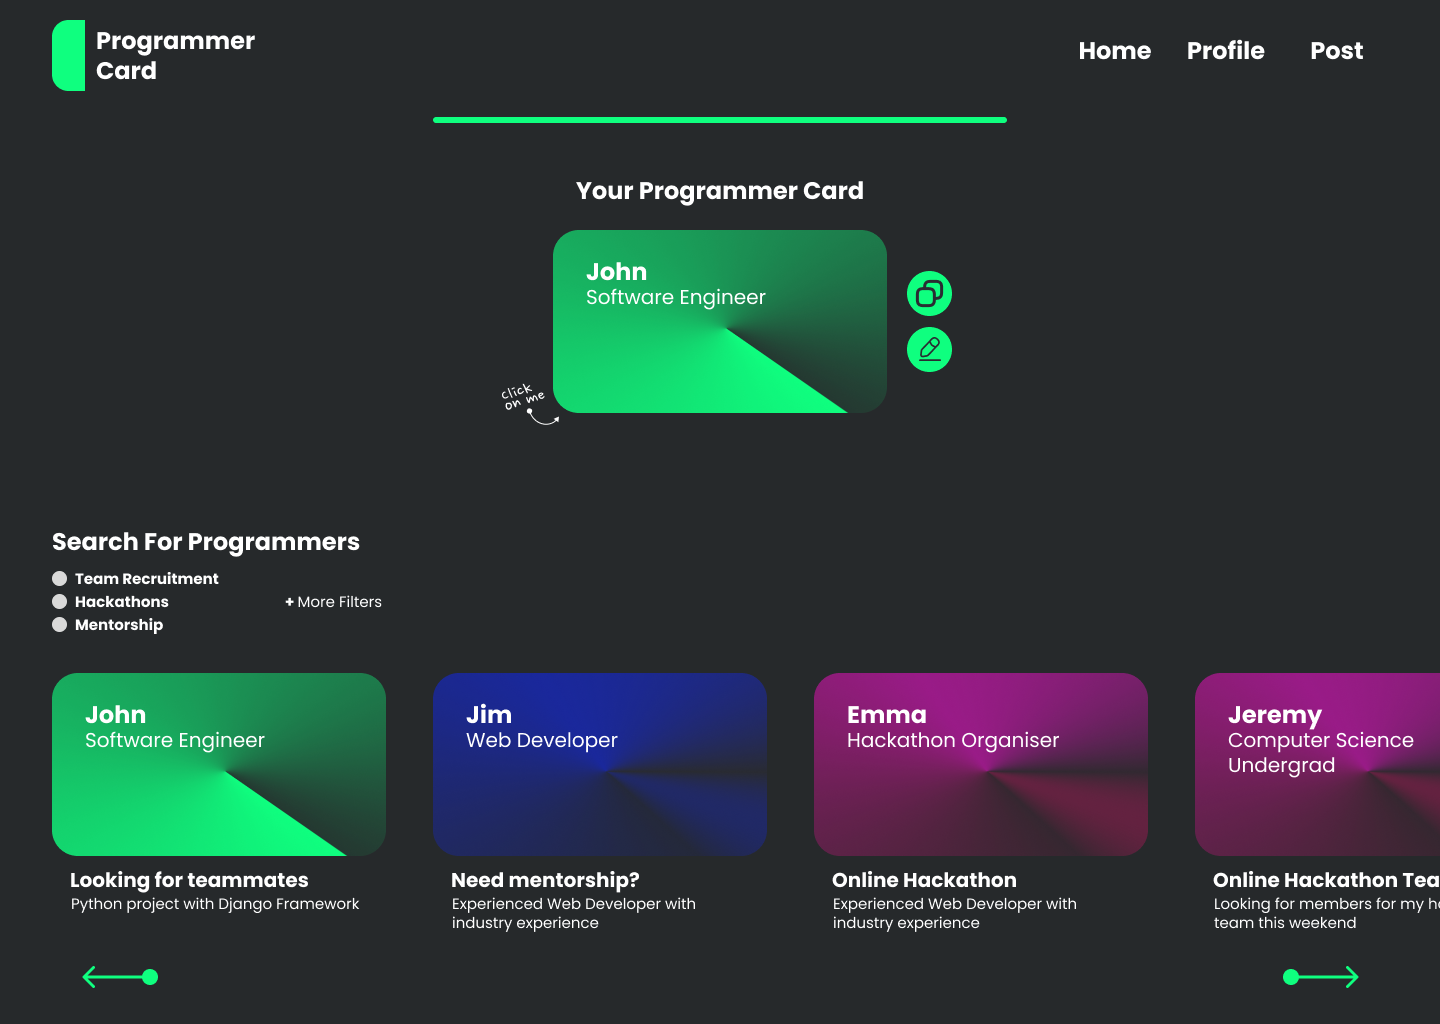 Programmer
Card
Home Profile Post
Your Programmer Card
John
Software Engineer
click
on me
Search For Programmers
Team Recruitment
Hackathons
+ More Filters
Mentorship
John
Software Engineer
Jim
Web Developer
Emma
Hackathon Organiser
Jeremy
Computer Science
Undergrad
Looking for teammates
Python project with Django Framework
Need mentorship?
Experienced Web Developer with
industry experience
Online Hackathon
Experienced Web Developer with
industry experience
Online Hackathon
Looking for members for my
team this weekend